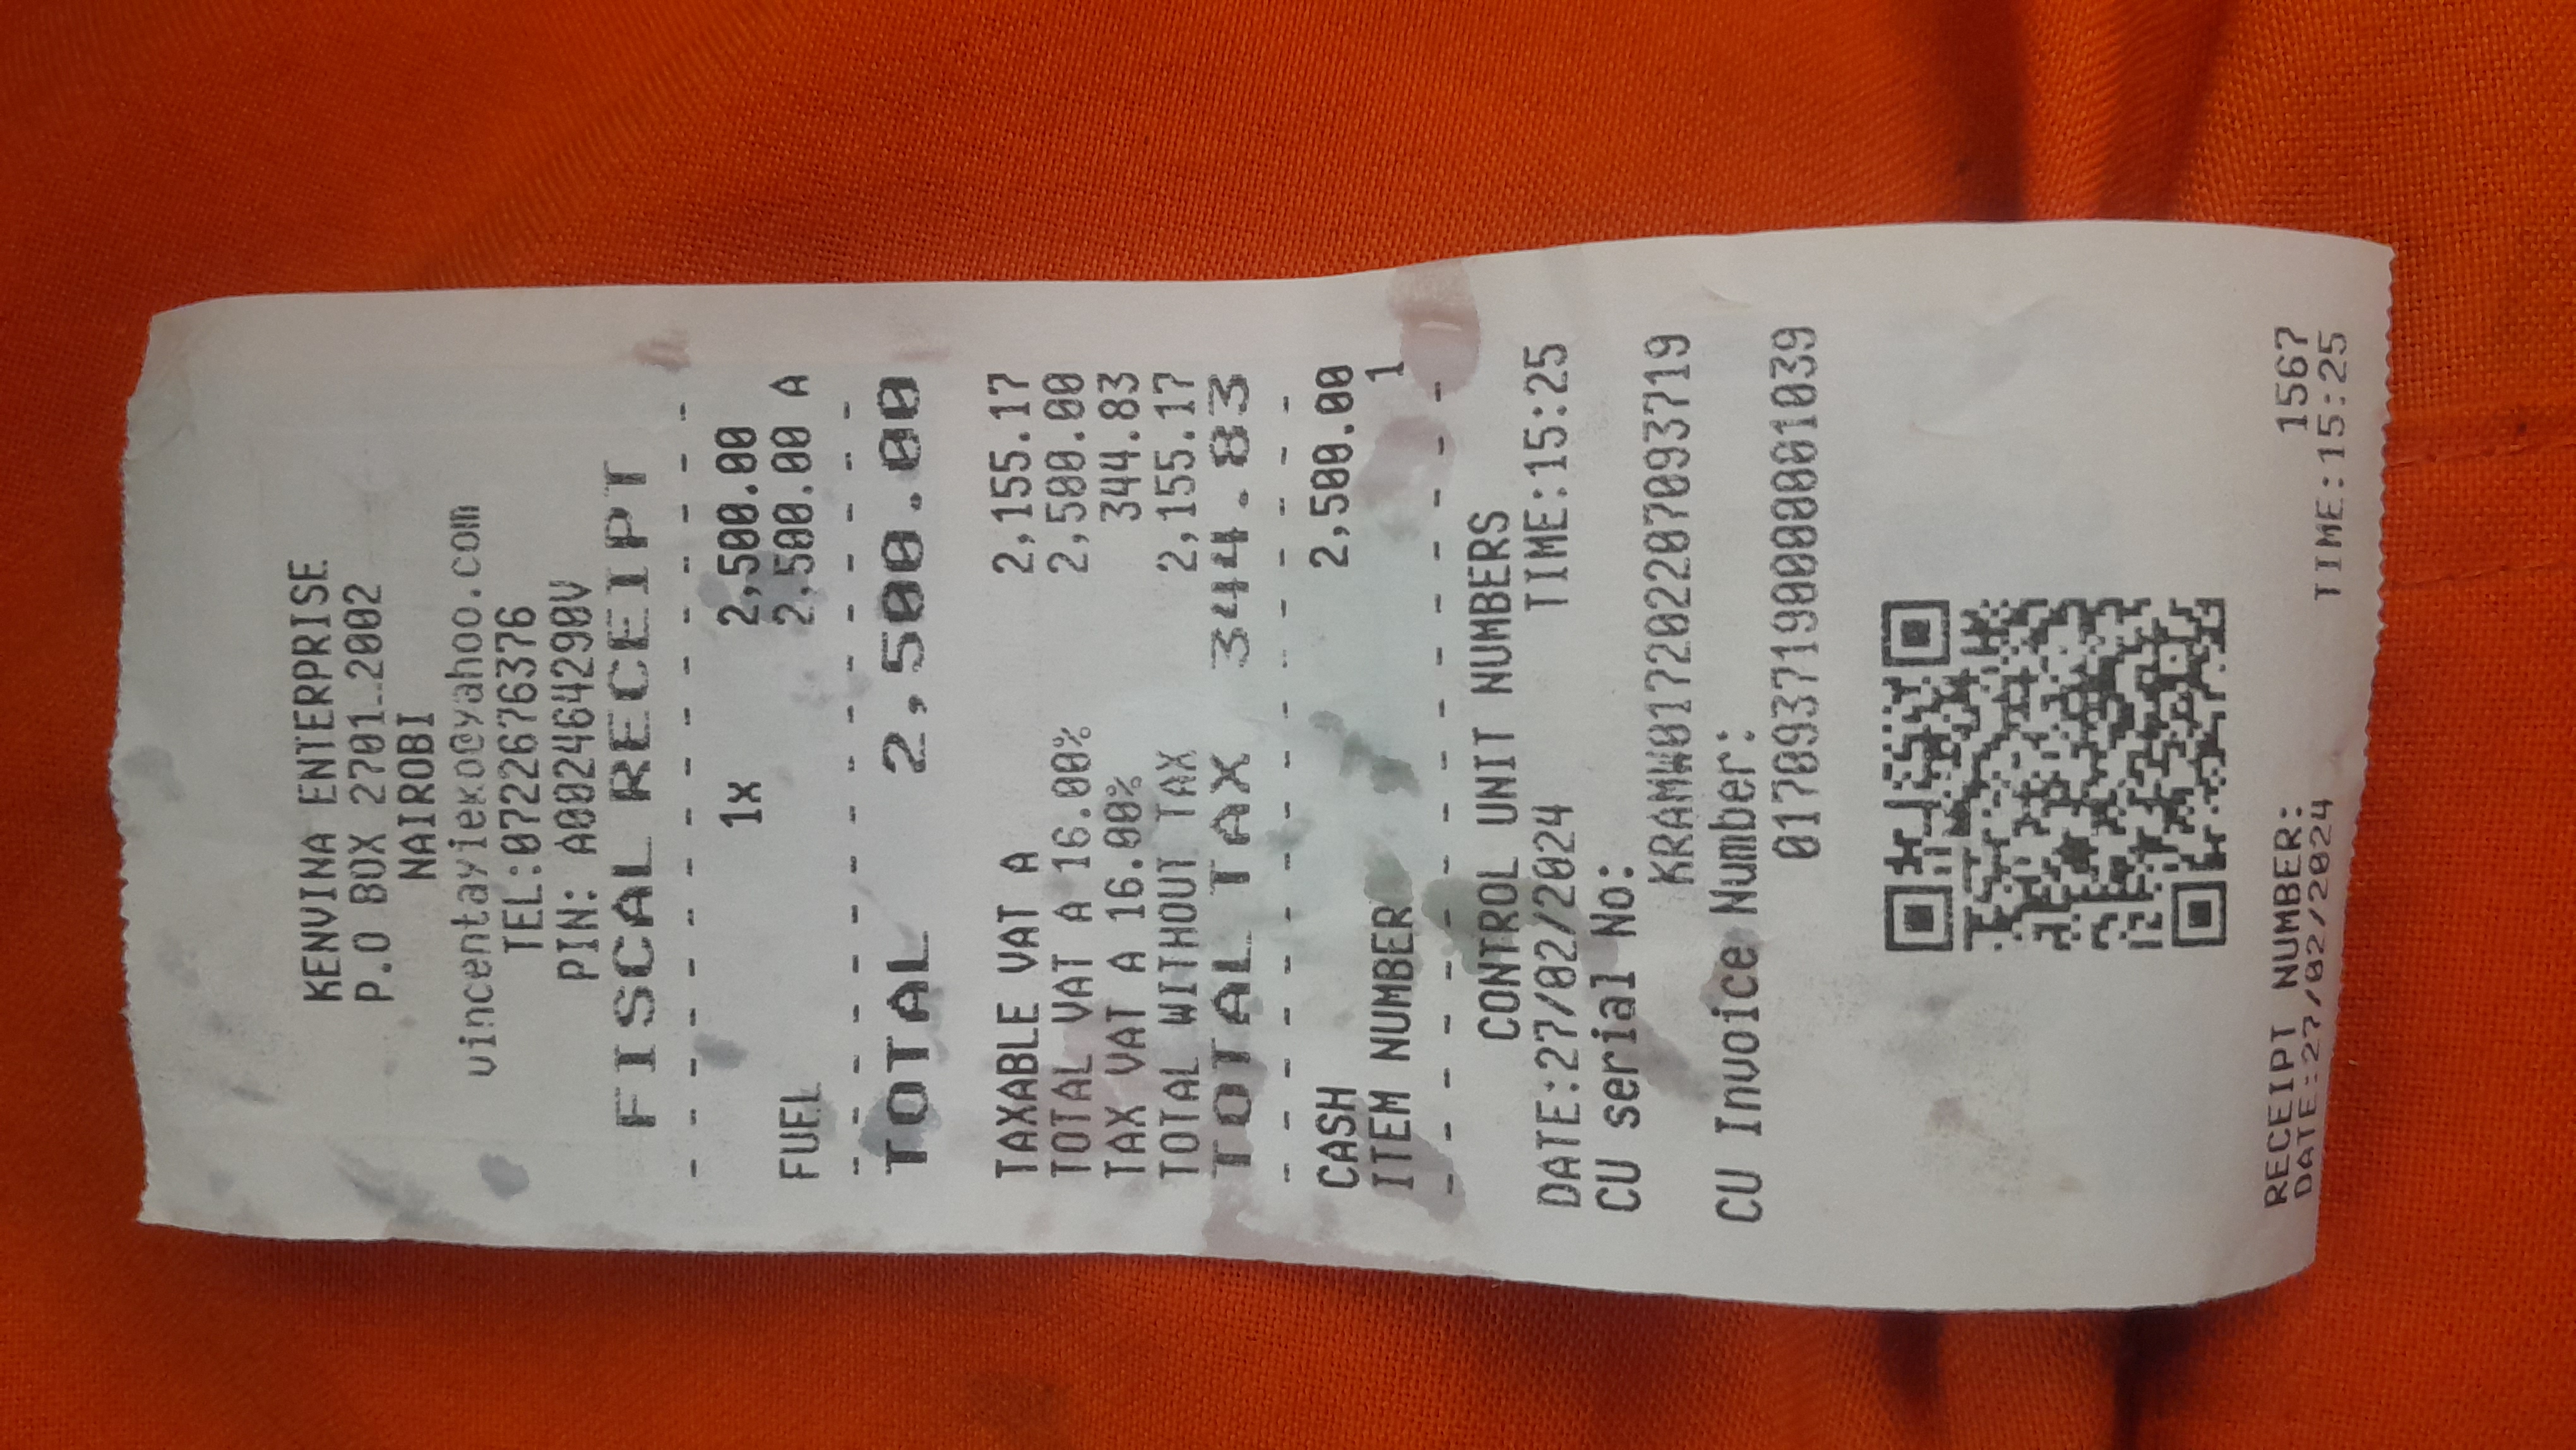 KENVINA ENTERPRISE
P.O BOX 2701-2002
NAIROBI
vincentayieko@yahoo.com
TEL:0722676376
PIN: A002464290V
FISCAL RECEIPT
- - - - - - - - - - - -
1x 2,500.00
FUEL 2,500.00 A
- - - - - - - - - - - -
TOTAL 2,500.00
TAXABLE VAT A 2,155.17
TOTAL VAT A 16.00% 2,500.00
TAX VAT A 16.00% 344.83
TOTAL WITHOUT TAX 2,155.17
TOTAL TAX 344.83
- - - - - - - - - - - -
CASH 2,500.00
ITEM NUMBER 1
- - - - - - - - - - - -
CONTROL UNIT NUMBERS
DATE:27/02/2024 TIME:15:25
CU serial No:
KRAMW017202207093719
CU Invoice Number:
0170937190000001039
RECEIPT NUMBER: 1567
DATE:27/02/2024 TIME:15:25